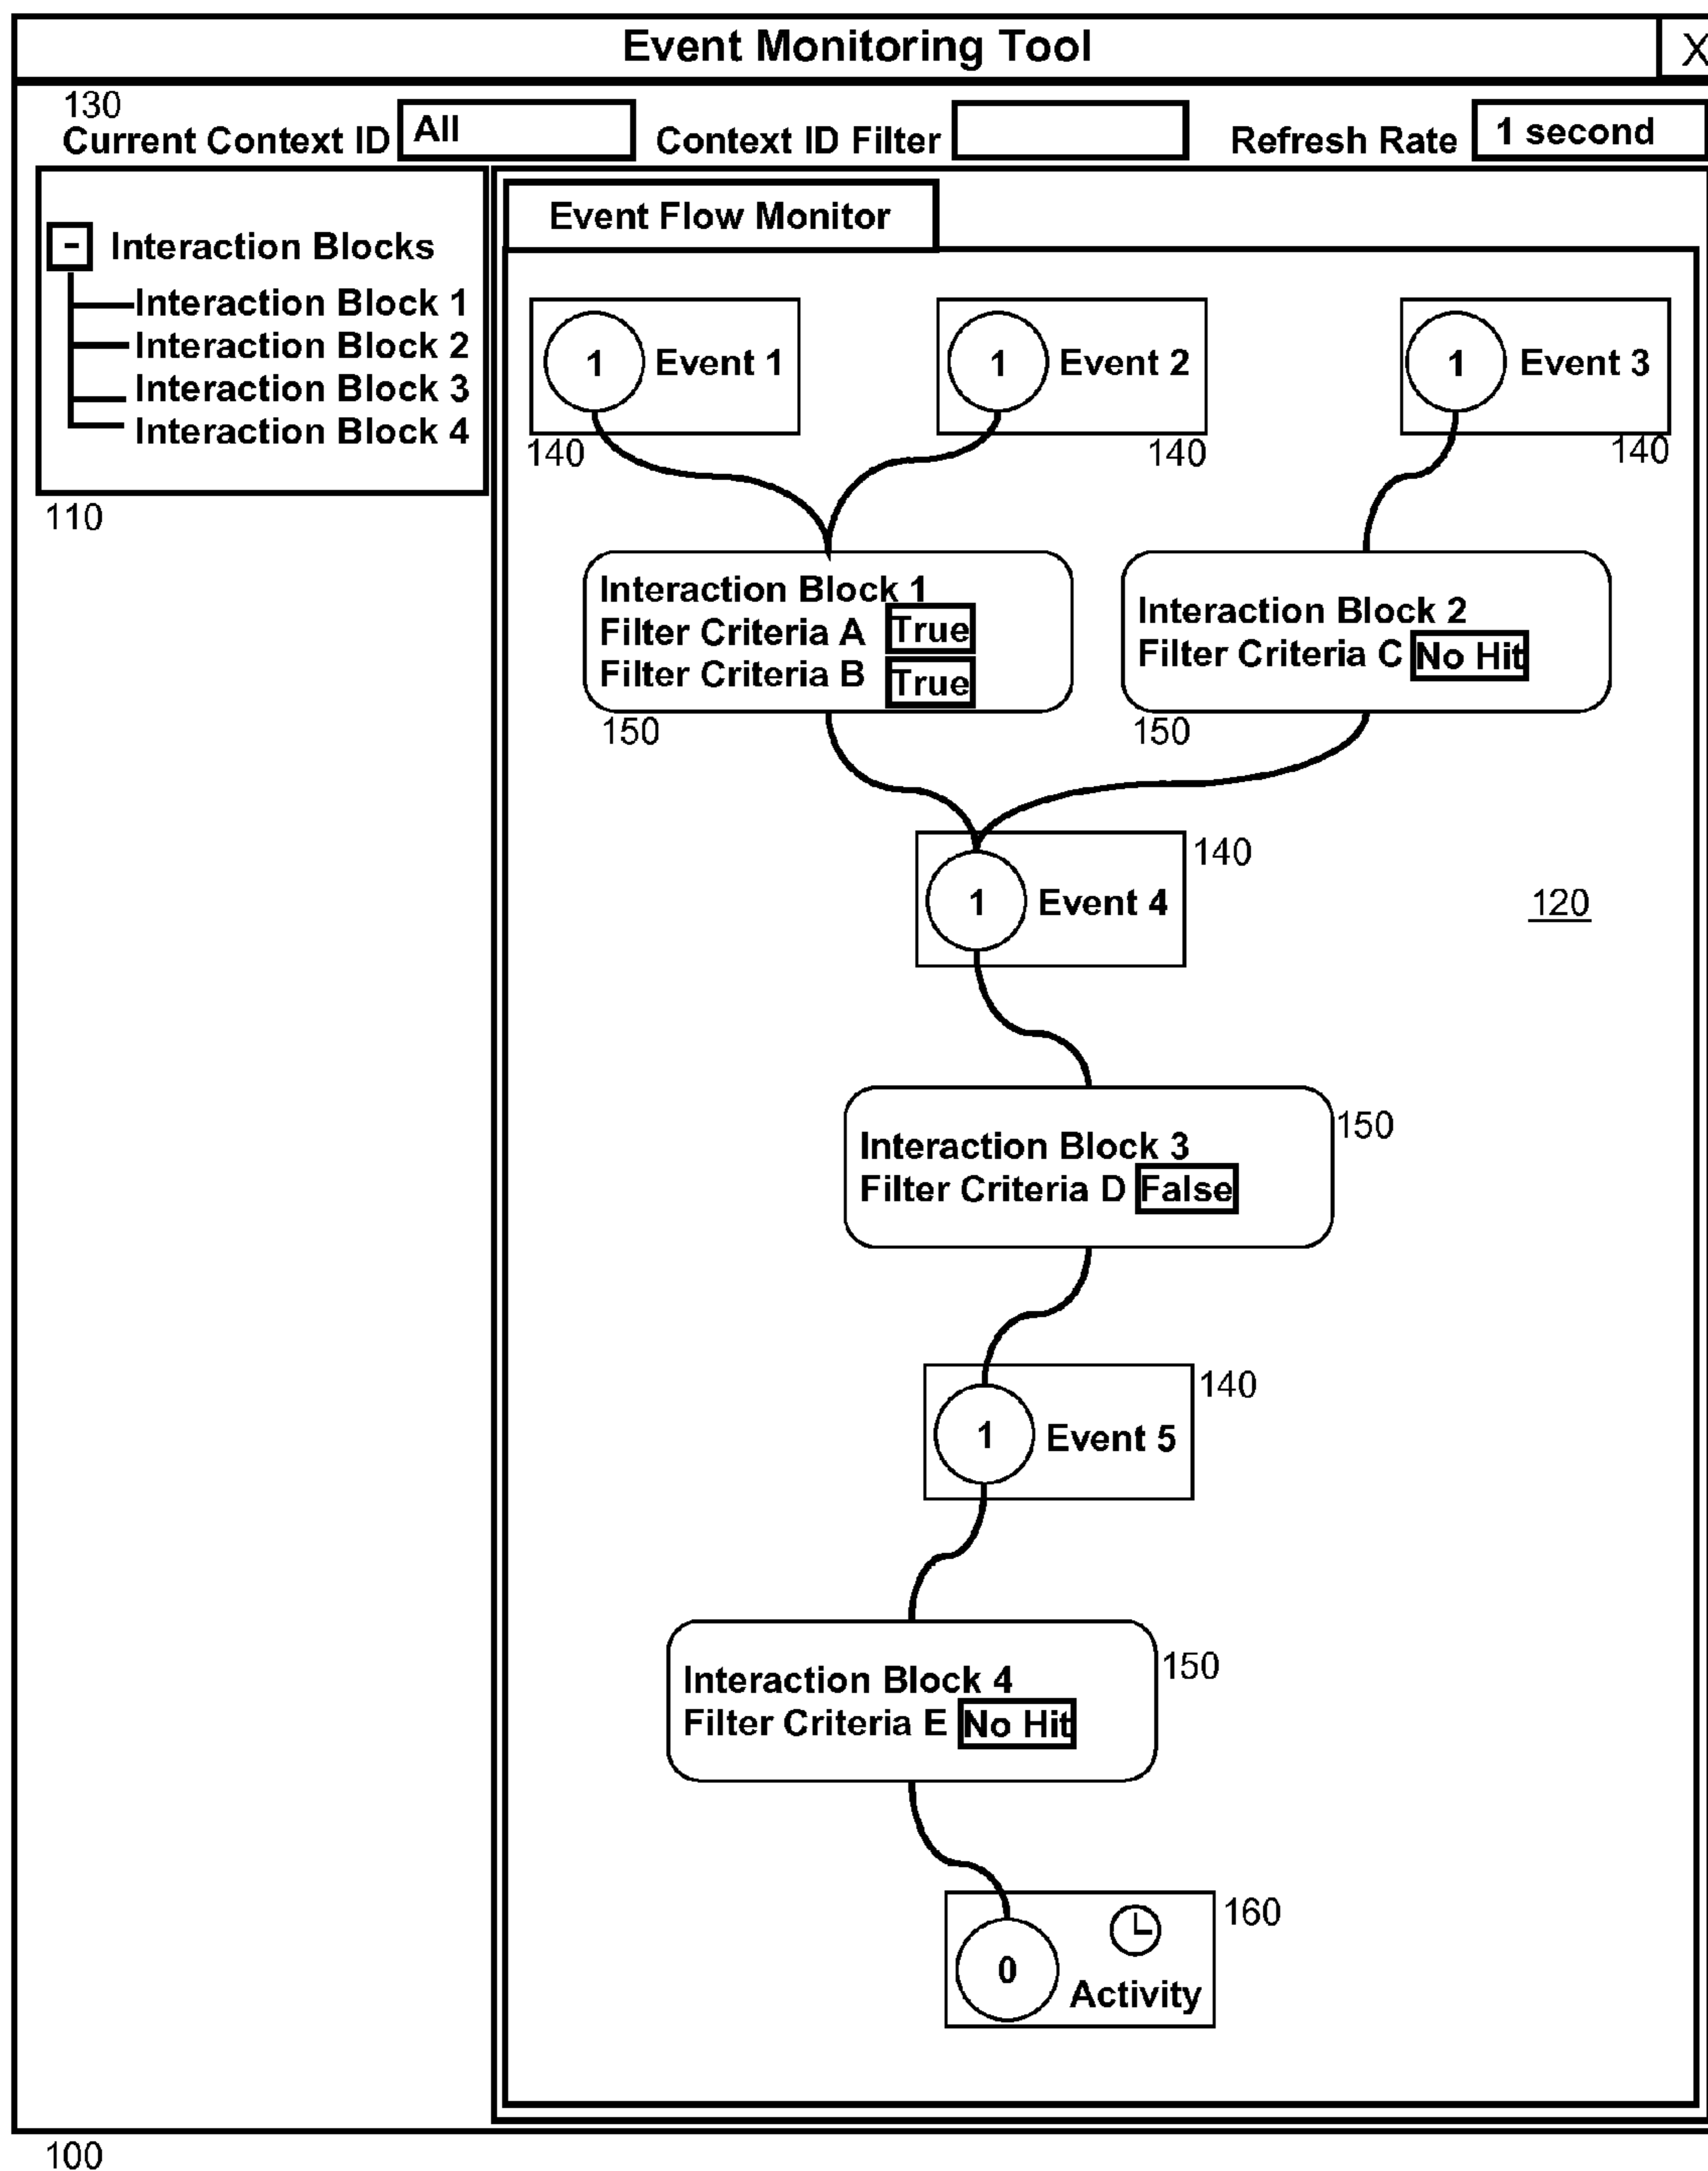 Event Monitoring Tool X
130
Current Context ID All Context ID Filter Refresh Rate 1 second
- Interaction Blocks
Interaction Block 1
Interaction Block 2
Interaction Block 3
Interaction Block 4
110
Event Flow Monitor
1 Event 1
140
1 Event 2
140
1 Event 3
140
Interaction Block 1
Filter Criteria A True
Filter Criteria B True
150
Interaction Block 2
Filter Criteria C No Hit
150
1 Event 4
140
120
Interaction Block 3
Filter Criteria D False
150
1 Event 5
140
Interaction Block 4
Filter Criteria E No Hit
150
0 Activity
160
100